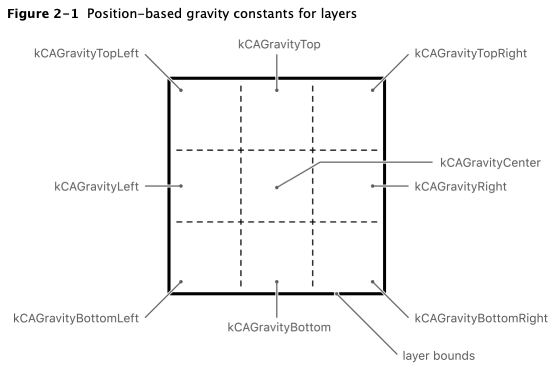 Figure 2-1 Position-based gravity constants for layers
kCAGravityTop
kCAGravityTopLeft
kCAGravityTopRight
kCAGravityCenter
kCAGravityLeft
kCAGravityRight
kCAGravityBottomLeft
kCAGravityBottom
kCAGravityBottomRight
layer bounds